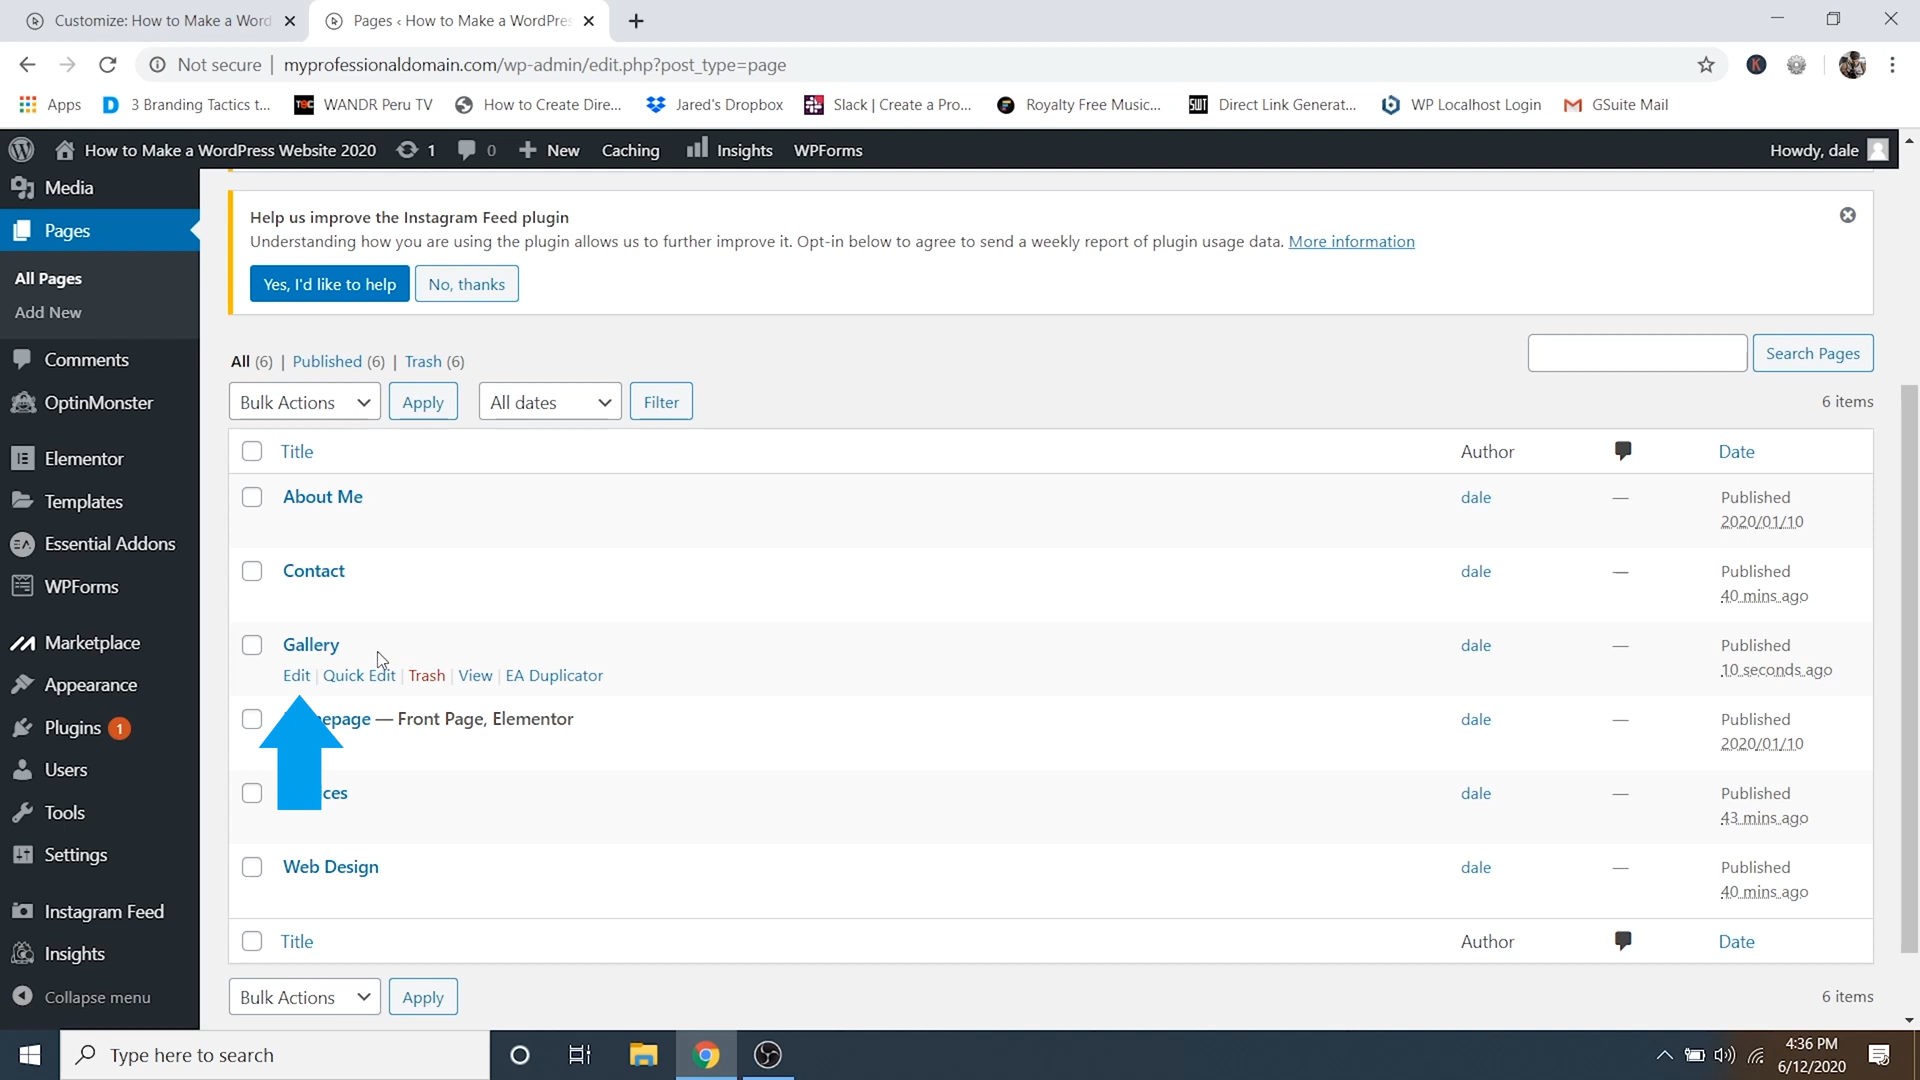 Customize: How to Make a Word
Pages ‹ How to Make a WordPre
Not secure | myprofessionaldomain.com/wp-admin/edit.php?post_type=page
Apps
3 Branding Tactics t...
WANDR Peru TV
How to Create Dire...
Jared's Dropbox
Slack | Create a Pro...
Royalty Free Music...
Direct Link Generat...
WP Localhost Login
GSuite Mail
How to Make a WordPress Website 2020
1
0
New
Caching
Insights
WPForms
Howdy, dale
Media
Pages
All Pages
Add New
Comments
OptinMonster
Elementor
Templates
Essential Addons
WPForms
Marketplace
Appearance
Plugins 1
Users
Tools
Settings
Instagram Feed
Insights
Collapse menu
Help us improve the Instagram Feed plugin
Understanding how you are using the plugin allows us to further improve it. Opt-in below to agree to send a weekly report of plugin usage data. More information
Yes, I'd like to help
No, thanks
All (6) | Published (6) | Trash (6)
Search Pages
Bulk Actions
Apply
All dates
Filter
6 items
Title
Author
Date
About Me
dale
—
Published
2020/01/10
Contact
dale
—
Published
40 mins ago
Gallery
dale
—
Published
10 seconds ago
Edit | Quick Edit | Trash | View | EA Duplicator
epage — Front Page, Elementor
dale
—
Published
2020/01/10
ces
dale
—
Published
43 mins ago
Web Design
dale
—
Published
40 mins ago
Title
Author
Date
Bulk Actions
Apply
6 items
Type here to search
4:36 PM
6/12/2020